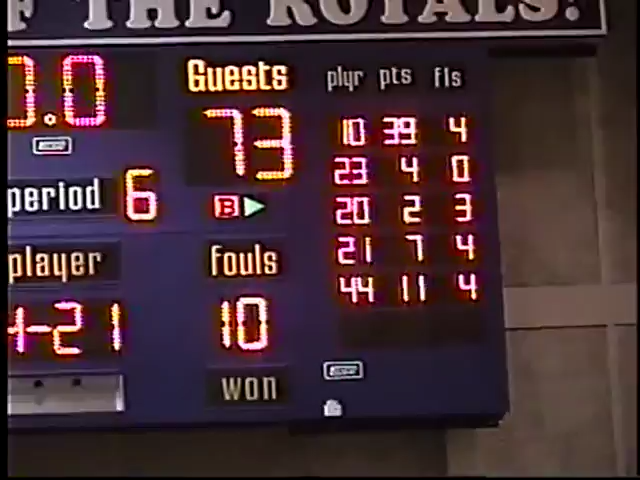 F THE ROYALS!
0.0
Guests
plyr pts fls
73
10 39 4
23 4 0
period 6
B
20 2 3
player
fouls
21 7 4
44 11 4
4-21
10
won